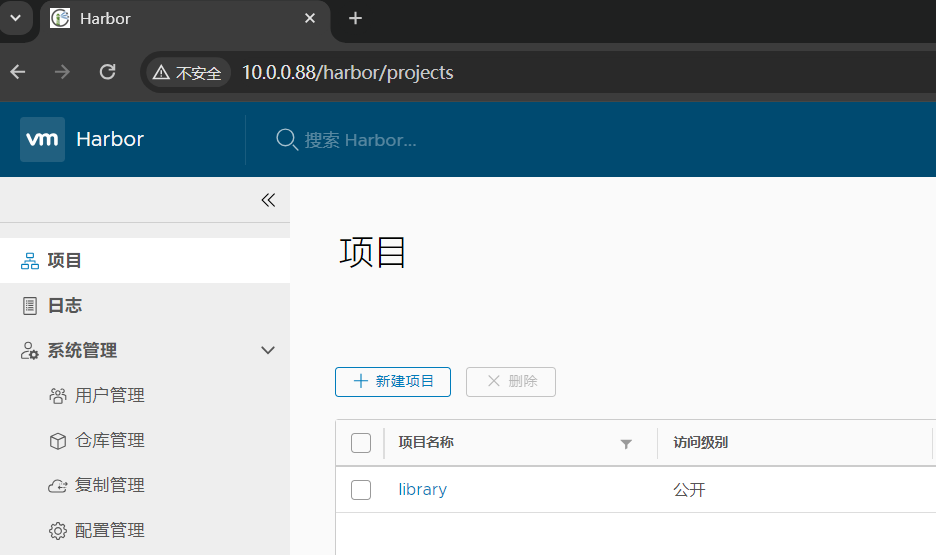 Harbor
不安全 10.0.0.88/harbor/projects
vm Harbor 搜索 Harbor...
项目
日志
系统管理
用户管理
仓库管理
复制管理
配置管理
项目
新建项目 删除
项目名称 访问级别
library 公开